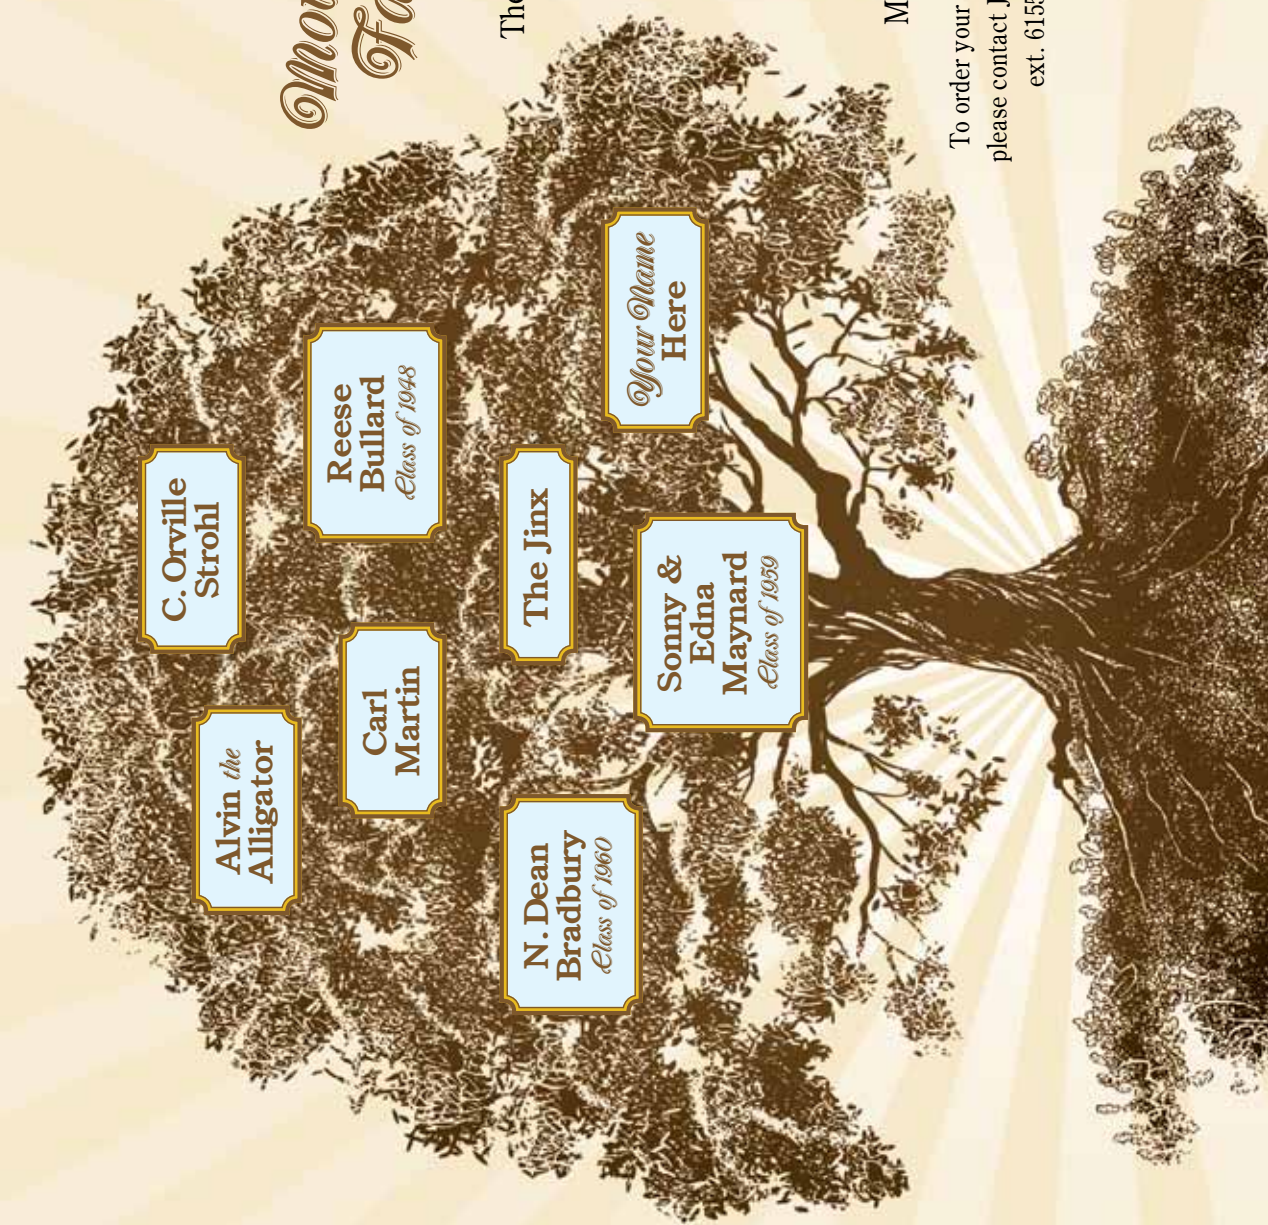 C. Orville
Strohl
Alvin the
Alligator
Reese
Bullard
Class of 1948
Carl
Martin
The Jinx
N. Dean
Bradbury
Class of 1960
Your Name
Here
Sonny &
Edna
Maynard
Class of 1959
To order your
please contact
ext. 6155